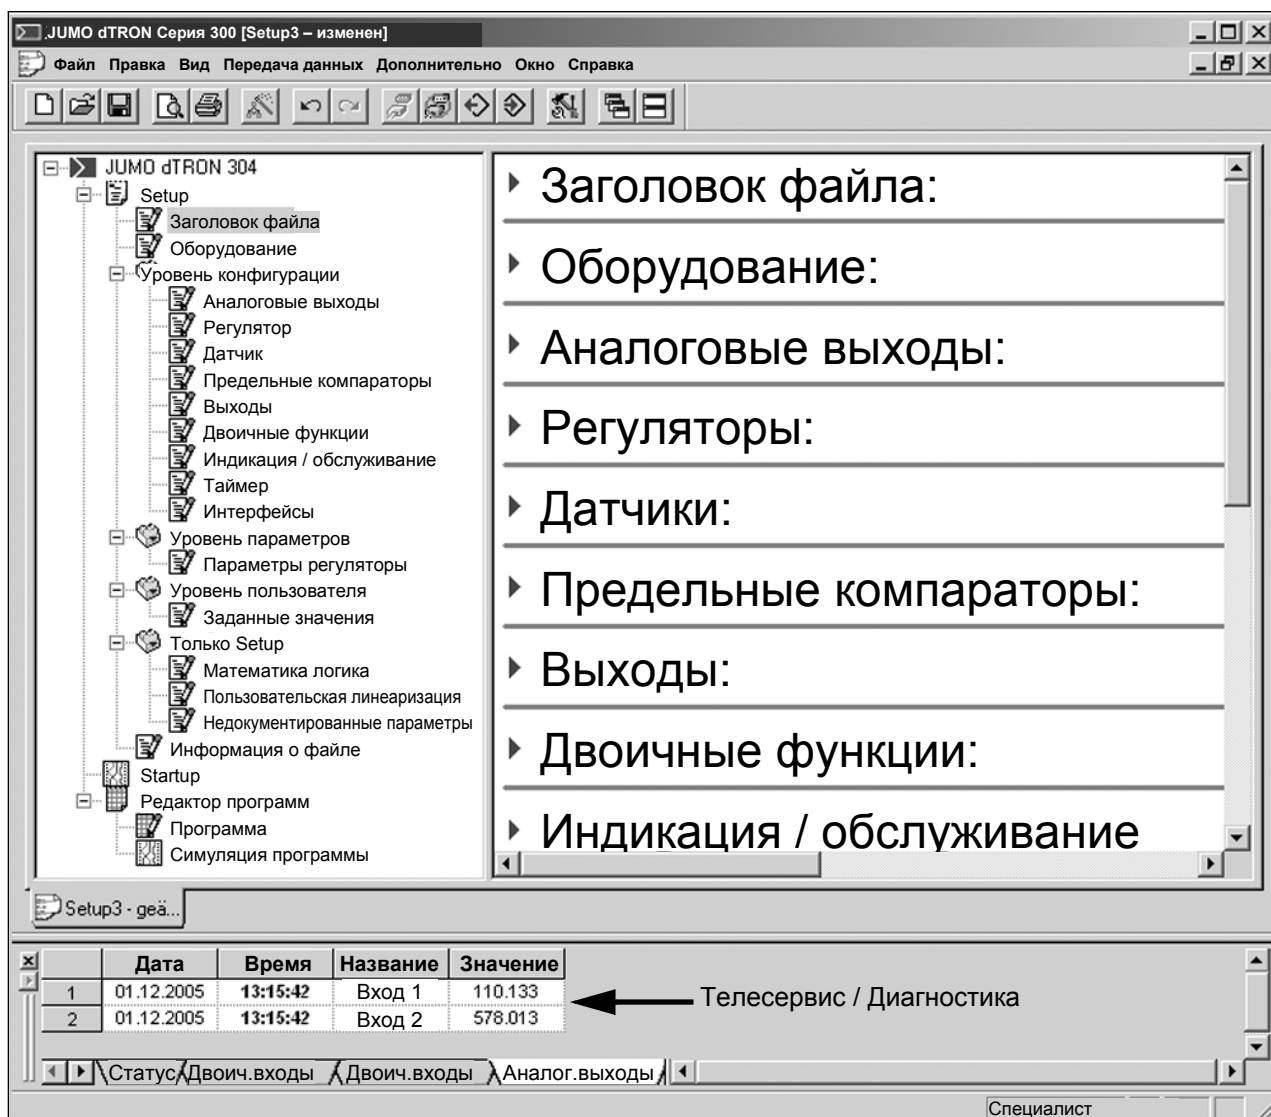 JUMO dTRON Серия 300 [Setup3 – изменен]
Файл Правка Вид Передача данных Дополнительно Окно Справка
JUMO dTRON 304
Setup
Заголовок файла
Оборудование
Уровень конфигурации
Аналоговые выходы
Регулятор
Датчик
Предельные компараторы
Выходы
Двоичные функции
Индикация / обслуживание
Таймер
Интерфейсы
Уровень параметров
Параметры регуляторы
Уровень пользователя
Заданные значения
Только Setup
Математика логика
Пользовательская линеаризация
Недокументированные параметры
Информация о файле
Startup
Редактор программ
Программа
Симуляция программы
Заголовок файла:
Оборудование:
Аналоговые выходы:
Регуляторы:
Датчики:
Предельные компараторы:
Выходы:
Двоичные функции:
Индикация / обслуживание
Setup3 - geä...
Дата Время Название Значение
1 01.12.2005 13:15:42 Вход 1 110.133
2 01.12.2005 13:15:42 Вход 2 578.013
Телесервис / Диагностика
Статус Двоич.входы Двоич.входы Аналог.выходы
Специалист